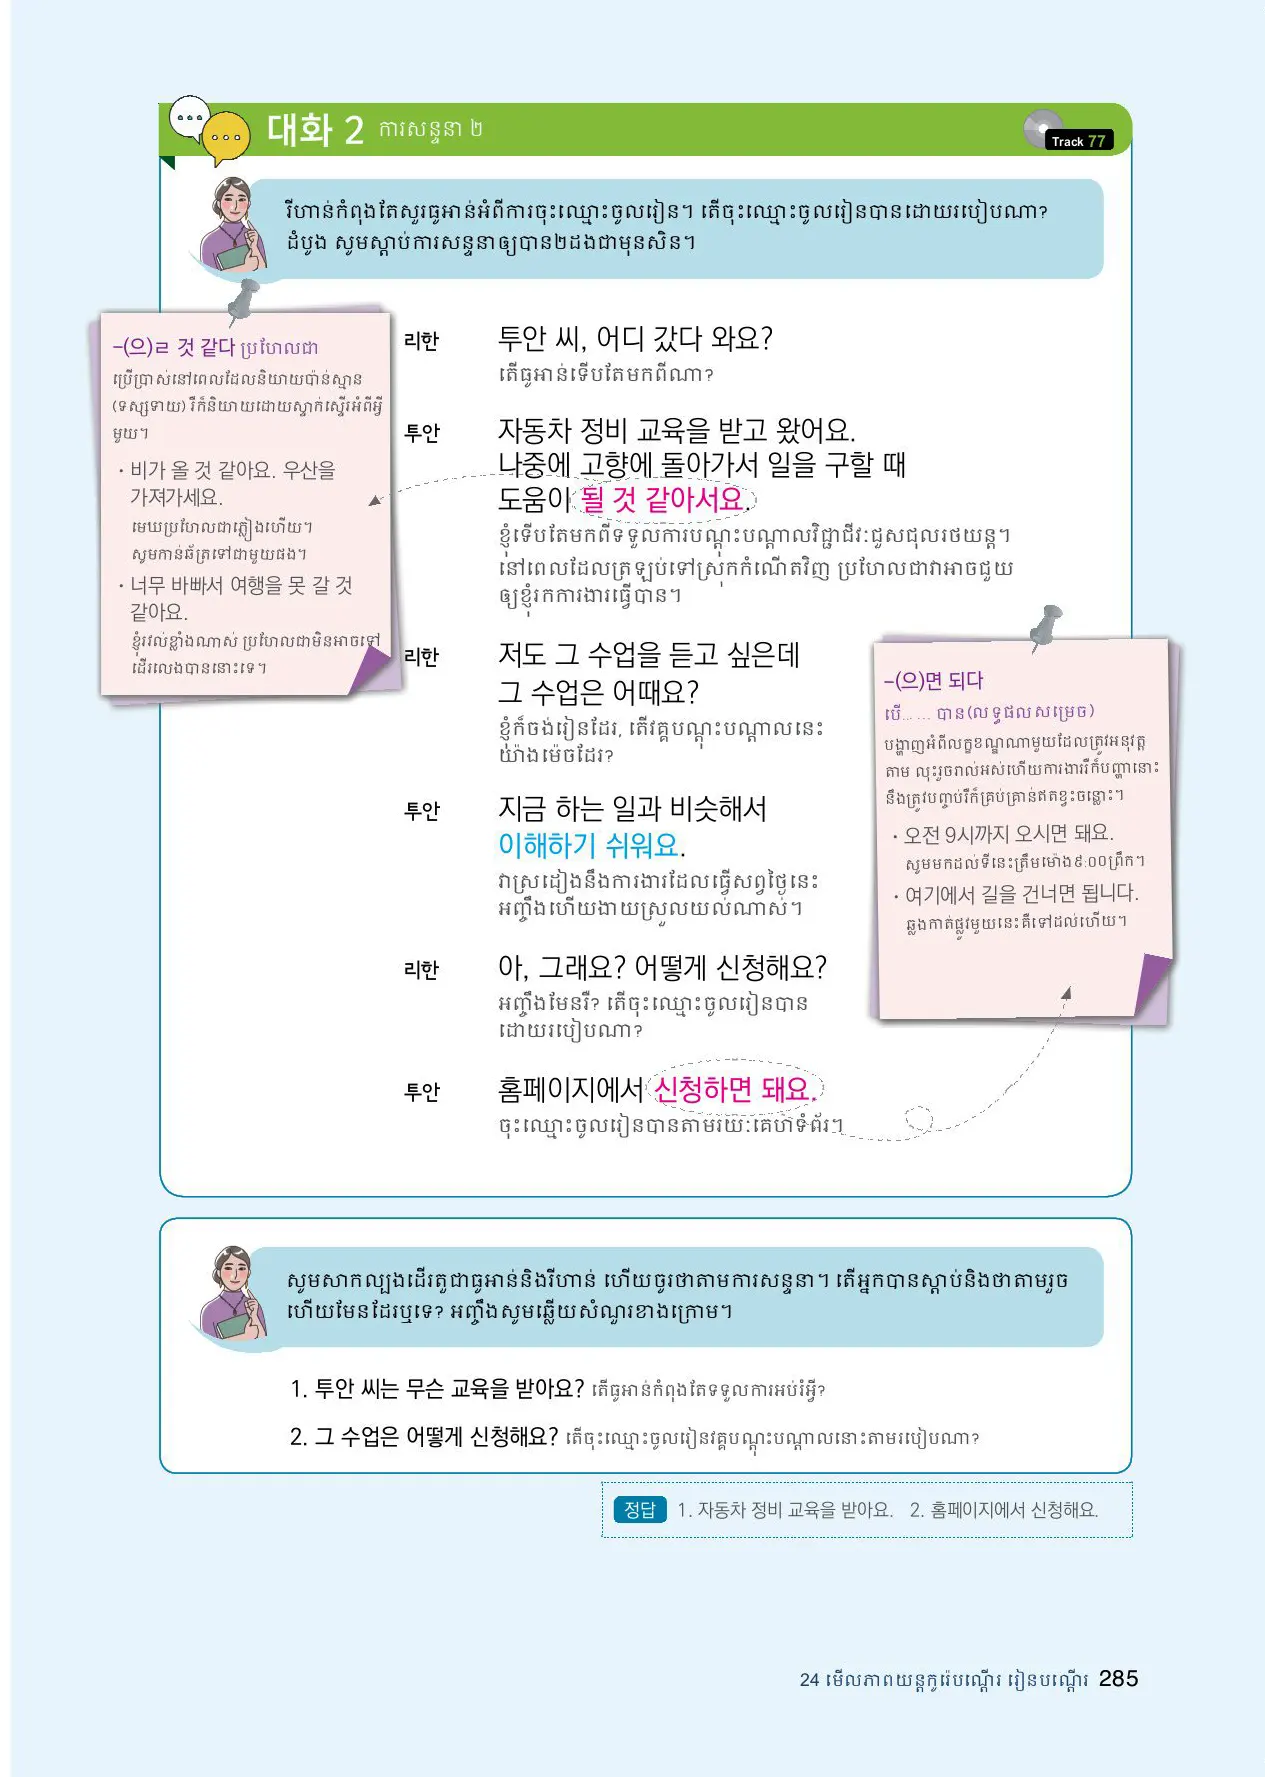 대화 2 ការសន្ទនា ២
Track 77
រីហាន់កំពុងតែសួរធូអាន់អំពីការចុះឈ្មោះចូលរៀន។ តើចុះឈ្មោះចូលរៀនបានដោយរបៀបណា?
ដំបូង សូមស្តាប់ការសន្ទនាឲ្យបាន២ដងជាមុនសិន។
-(으)ㄹ 것 같다 ប្រហែលជា
ប្រើប្រាស់នៅពេលដែលនិយាយប៉ាន់ស្មាន
(ទស្សទាយ) រឺក៏និយាយដោយស្ទាក់ស្ទើរអំពីអ្វី
មួយ។
· 비가 올 것 같아요. 우산을
가져가세요.
មេឃប្រហែលជាភ្លៀងហើយ។
សូមកាន់ឆ័ត្រទៅជាមួយផង។
· 너무 바빠서 여행을 못 갈 것
같아요.
ខ្ញុំរវល់ខ្លាំងណាស់ ប្រហែលជាមិនអាចទៅ
ដើរលេងបាននោះទេ។
리한 투안 씨, 어디 갔다 와요?
តើធូអាន់ទើបតែមកពីណា?
투안 자동차 정비 교육을 받고 왔어요.
나중에 고향에 돌아가서 일을 구할 때
도움이 될 것 같아서요.
ខ្ញុំទើបតែមកពីទទួលការបណ្តុះបណ្តាលវិជ្ជាជីវៈជួសជុលរថយន្ត។
នៅពេលដែលត្រឡប់ទៅស្រុកកំណើតវិញ ប្រហែលជាវាអាចជួយ
ឲ្យខ្ញុំរកការងារធ្វើបាន។
리한 저도 그 수업을 듣고 싶은데
그 수업은 어때요?
ខ្ញុំក៏ចង់រៀនដែរ, តើវគ្គបណ្តុះបណ្តាលនេះ
យ៉ាងម៉េចដែរ?
투안 지금 하는 일과 비슷해서
이해하기 쉬워요.
វាស្រដៀងនឹងការងារដែលធ្វើសព្វថ្ងៃនេះ
អញ្ចឹងហើយងាយស្រួលយល់ណាស់។
리한 아, 그래요? 어떻게 신청해요?
អញ្ចឹងមែនរឺ? តើចុះឈ្មោះចូលរៀនបាន
ដោយរបៀបណា?
투안 홈페이지에서 신청하면 돼요.
ចុះឈ្មោះចូលរៀនបានតាមរយៈគេហទំព័រ។
-(으)면 되다
បើ... ... បាន(លទ្ធផលសម្រេច)
បង្ហាញអំពីលក្ខខណ្ឌណាមួយដែលត្រូវអនុវត្ត
តាម លុះរួចរាល់អស់ហើយការងាររឺក៏បញ្ហានោះ
នឹងត្រូវបញ្ចប់រឺក៏គ្រប់គ្រាន់ឥតខ្វះចន្លោះ។
· 오전 9시까지 오시면 돼요.
សូមមកដល់ទីនេះត្រឹមម៉ោង៩:០០ព្រឹក។
· 여기에서 길을 건너면 됩니다.
ឆ្លងកាត់ផ្លូវមួយនេះគឺទៅដល់ហើយ។
សូមសាកល្បងដើរតួជាធូអាន់និងរីហាន់ ហើយចូរថាតាមការសន្ទនា។ តើអ្នកបានស្តាប់និងថាតាមរួច
ហើយមែនដែរឬទេ? អញ្ចឹងសូមឆ្លើយសំណួរខាងក្រោម។
1. 투안 씨는 무슨 교육을 받아요? តើធូអាន់កំពុងតែទទួលការអប់រំអ្វី?
2. 그 수업은 어떻게 신청해요? តើចុះឈ្មោះចូលរៀនវគ្គបណ្តុះបណ្តាលនោះតាមរបៀបណា?
정답 1. 자동차 정비 교육을 받아요. 2. 홈페이지에서 신청해요.
24 មើលភាពយន្តកូរ៉េបណ្តើរ រៀនបណ្តើរ 285